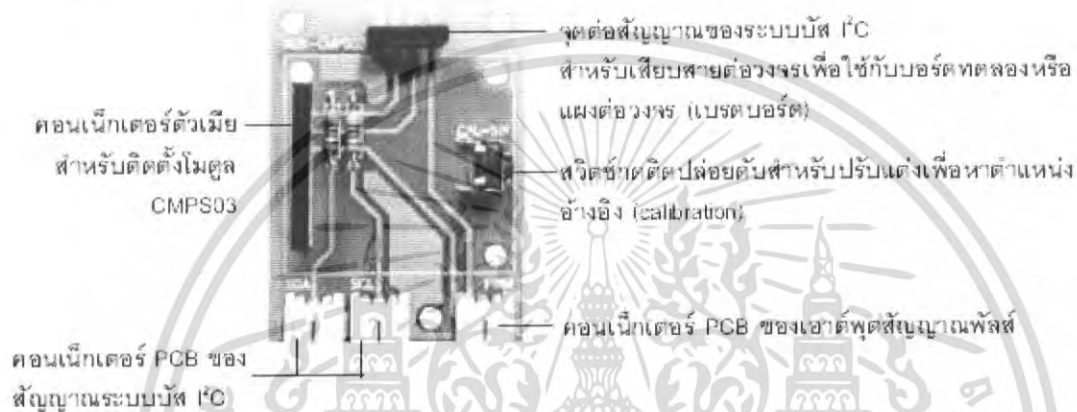 จุดต่อสัญญาณของระบบบัส I²C
สำหรับเสียบสายต่อวงจรเพื่อใช้กับบอร์ดทดลองหรือ
แผงต่อวงจร (เบรดบอร์ด)
คอนเน็กเตอร์ตัวเมีย
สำหรับติดตั้งโมดูล
CMPS03
สวิตช์กดติดปล่อยดับสำหรับปรับแต่งเพื่อหาตำแหน่ง
อ้างอิง (calibration)
SDA
SCL
คอนเน็กเตอร์ PCB ของเอาต์พุตสัญญาณพัลส์
คอนเน็กเตอร์ PCB ของ
สัญญาณระบบบัส I²C)